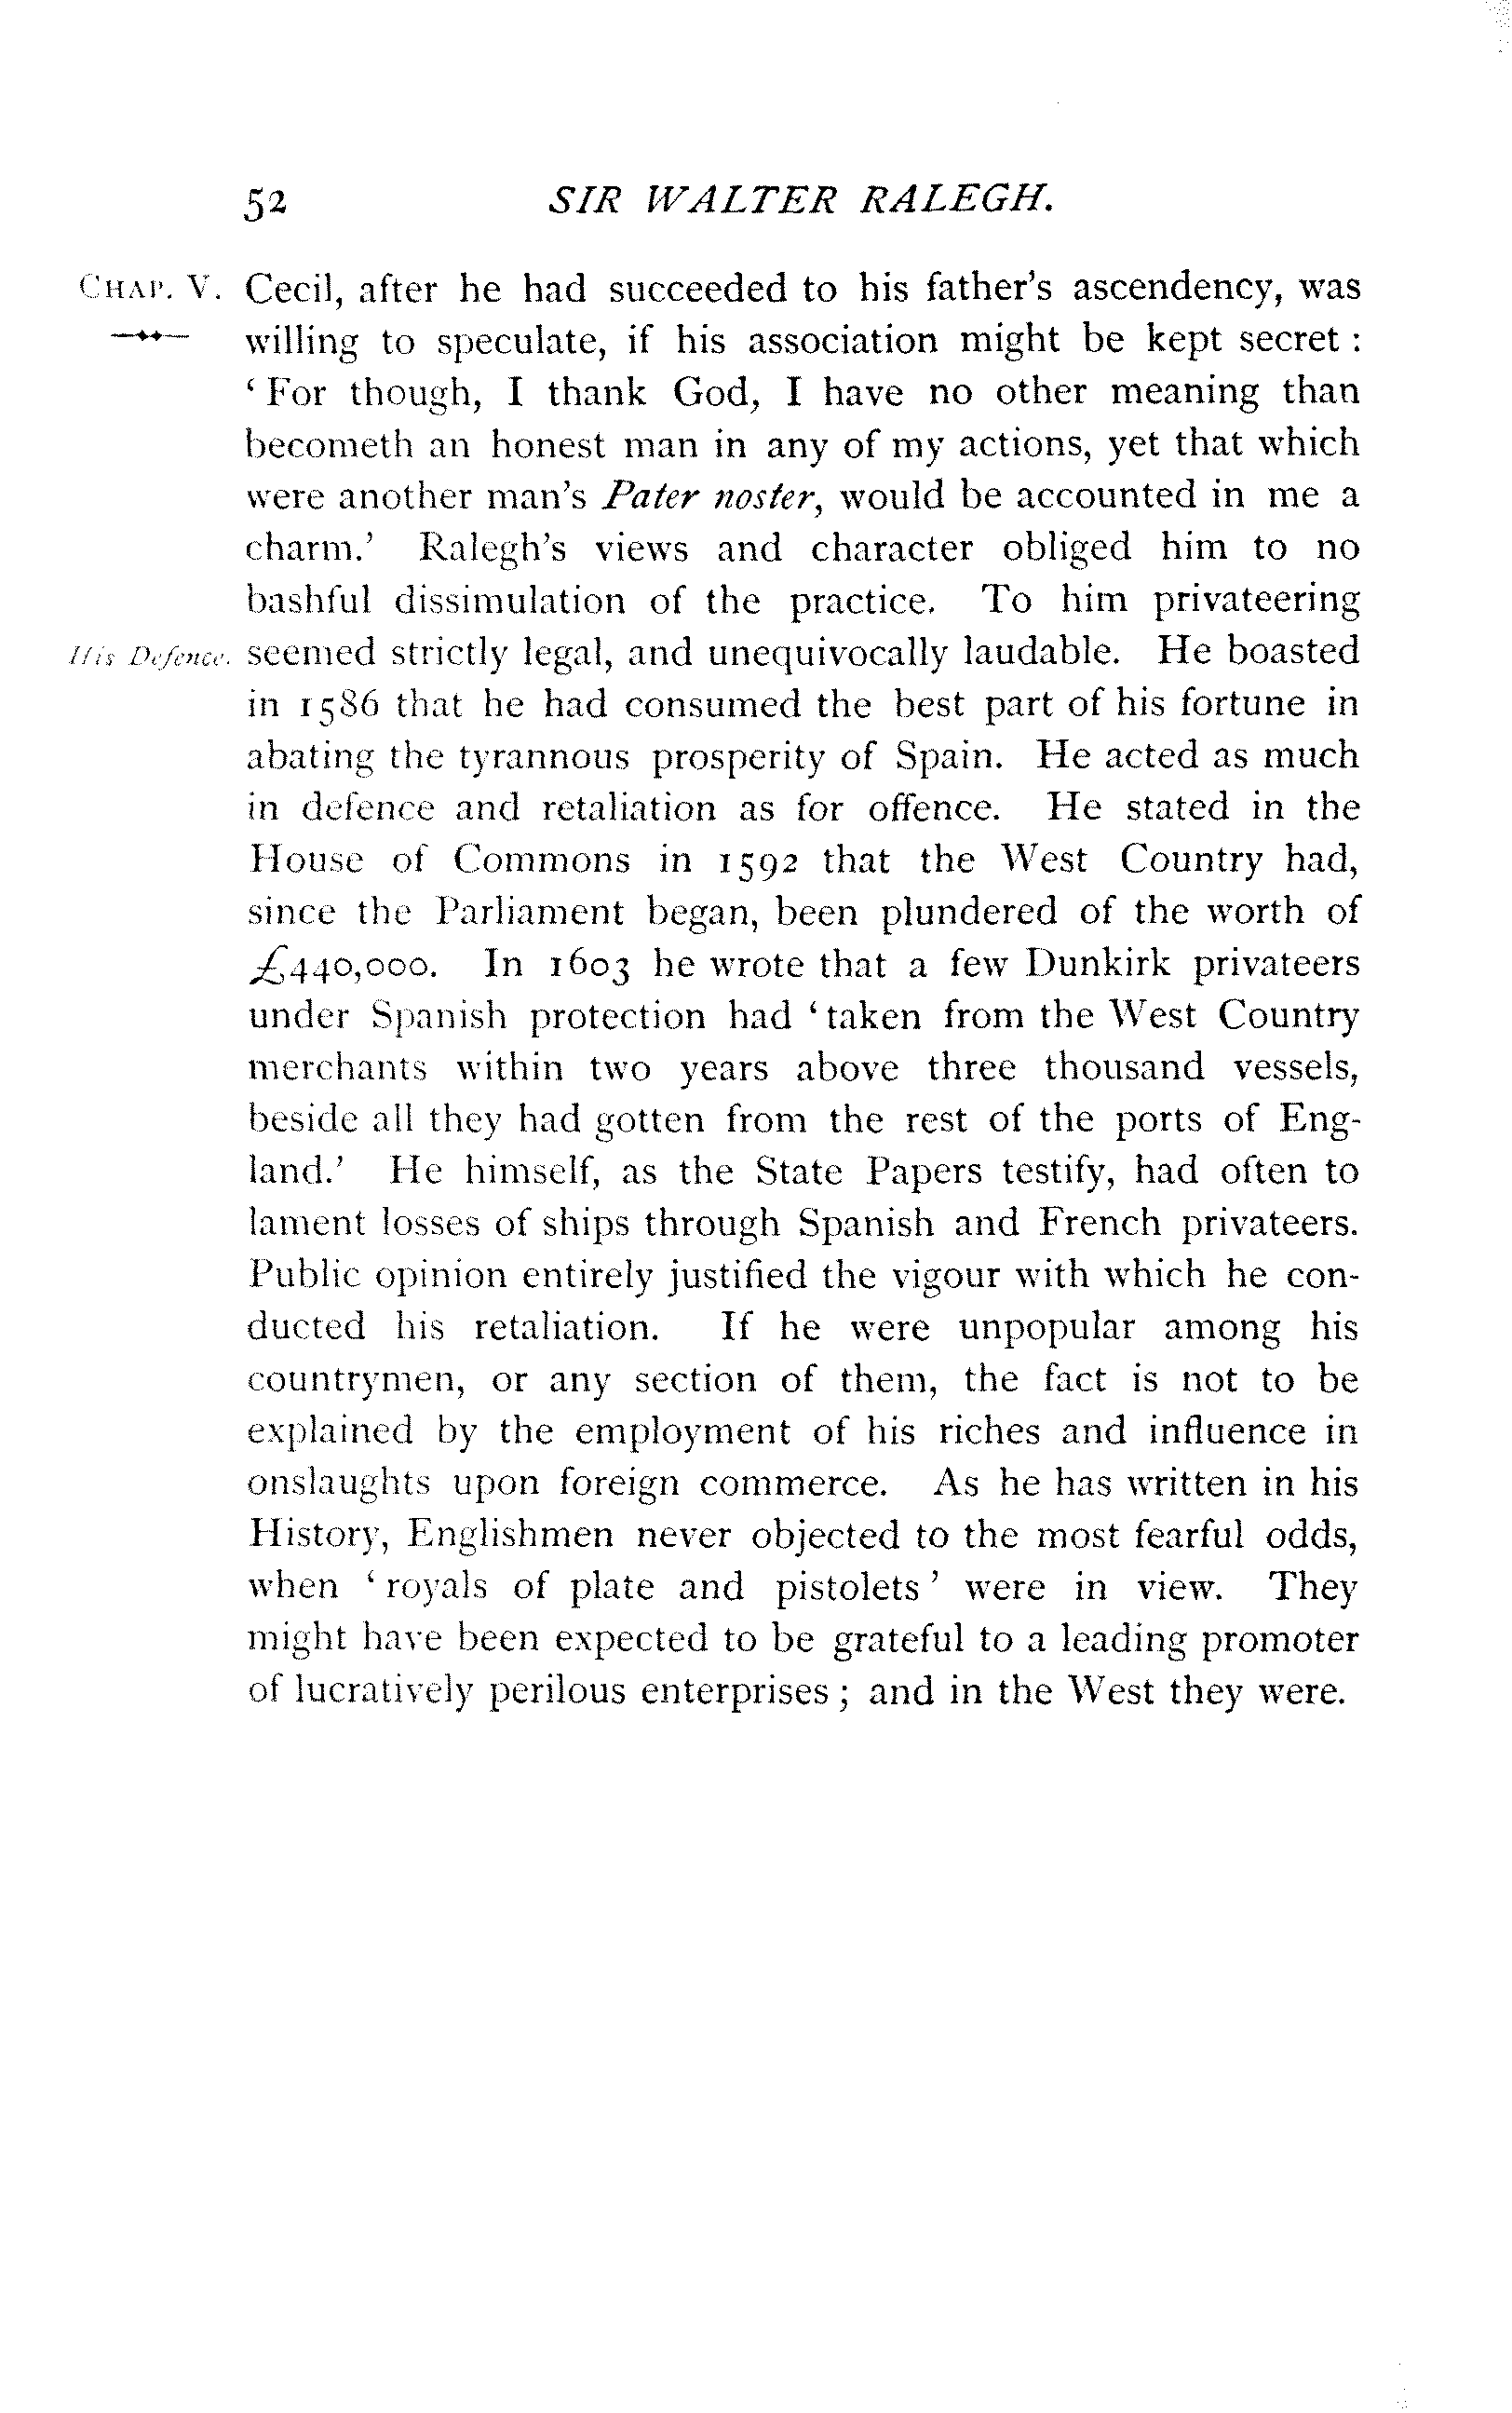 52 SIR WALTER RALEGH.
CHAP. V. Cecil, after he had succeeded to his father's ascendency, was
willing to speculate, if his association might be kept secret :
‘ For though, I thank God, I have no other meaning than
becometh an honest man in any of my actions, yet that which
were another man's Pater noster, would be accounted in me a
charm.’ Ralegh's views and character obliged him to no
bashful dissimulation of the practice. To him privateering
His Defence. seemed strictly legal, and unequivocally laudable. He boasted
in 1586 that he had consumed the best part of his fortune in
abating the tyrannous prosperity of Spain. He acted as much
in defence and retaliation as for offence. He stated in the
House of Commons in 1592 that the West Country had,
since the Parliament began, been plundered of the worth of
£440,000. In 1603 he wrote that a few Dunkirk privateers
under Spanish protection had ‘ taken from the West Country
merchants within two years above three thousand vessels,
beside all they had gotten from the rest of the ports of Eng-
land.’ He himself, as the State Papers testify, had often to
lament losses of ships through Spanish and French privateers.
Public opinion entirely justified the vigour with which he con-
ducted his retaliation. If he were unpopular among his
countrymen, or any section of them, the fact is not to be
explained by the employment of his riches and influence in
onslaughts upon foreign commerce. As he has written in his
History, Englishmen never objected to the most fearful odds,
when ‘ royals of plate and pistolets ’ were in view. They
might have been expected to be grateful to a leading promoter
of lucratively perilous enterprises ; and in the West they were.